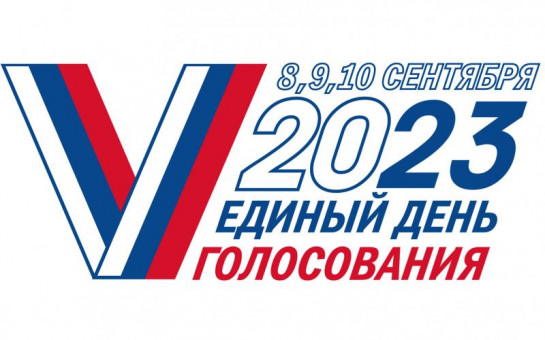 V
8,9,10 СЕНТЯБРЯ
2023
ЕДИНЫЙ ДЕНЬ
ГОЛОСОВАНИЯ